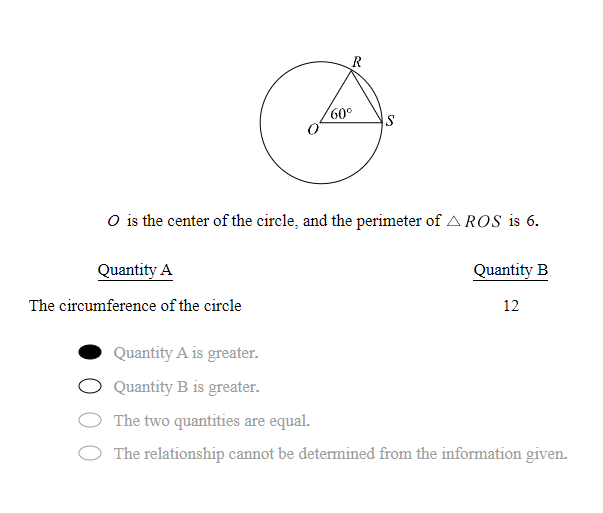 R
60°
O
S
O is the center of the circle, and the perimeter of △ROS is 6.
Quantity A
Quantity B
The circumference of the circle
12
Quantity A is greater.
Quantity B is greater.
The two quantities are equal.
The relationship cannot be determined from the information given.